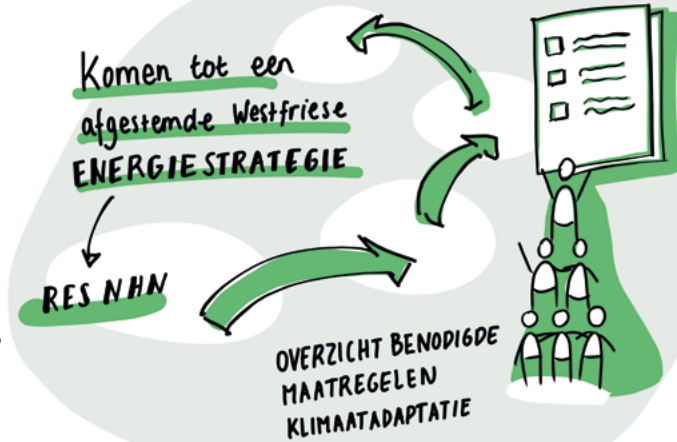 Komen tot een
afgestemde Westfriese
ENERGIESTRATEGIE
RES NHN
OVERZICHT BENODIGDE
MAATREGELEN
KLIMAATADAPTATIE